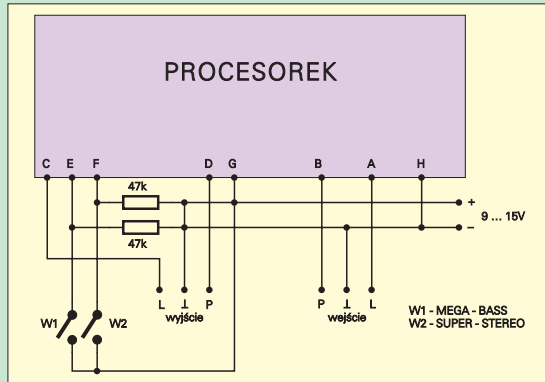 PROCESOREK
C E F D G B A H
47k
+
9 ... 15V
47k
−
L ⊥ P
wyjście
P ⊥ L
wejście
W1 W2
W1 - MEGA - BASS
W2 - SUPER - STEREO